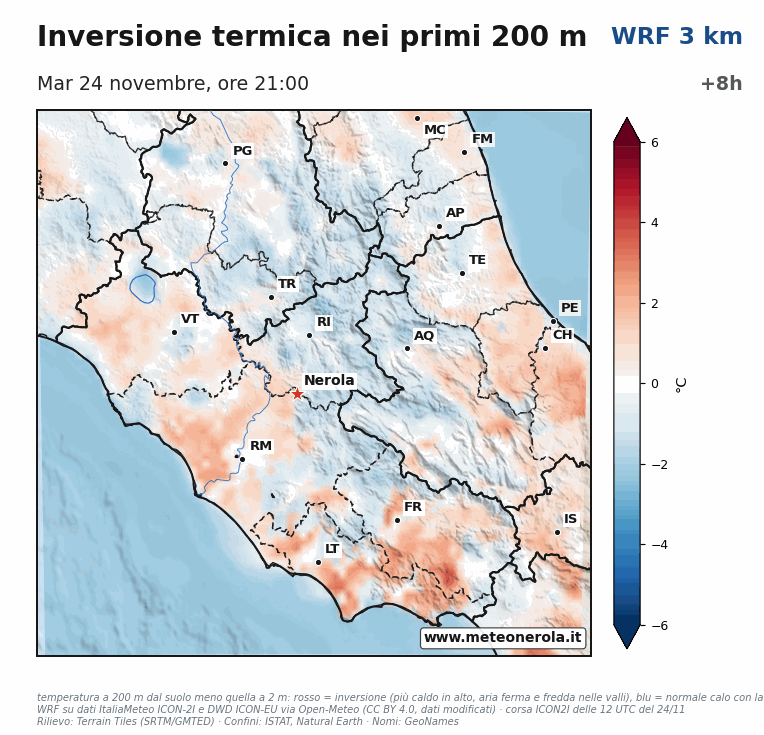 Inversione termica nei primi 200 m WRF 3 km
Mar 24 novembre, ore 21:00 +8h
MC
FM
PG
AP
TE
TR
PE
VT
RI
AQ
CH
Nerola
RM
FR
IS
LT
www.meteonerola.it
6
4
2
0
−2
−4
−6
°C
temperatura a 200 m dal suolo meno quella a 2 m: rosso = inversione (più caldo in alto, aria ferma e fredda nelle valli), blu = normale calo con la
WRF su dati ItaliaMeteo ICON-2I e DWD ICON-EU via Open-Meteo (CC BY 4.0, dati modificati) · corsa ICON2I delle 12 UTC del 24/11
Rilievo: Terrain Tiles (SRTM/GMTED) · Confini: ISTAT, Natural Earth · Nomi: GeoNames